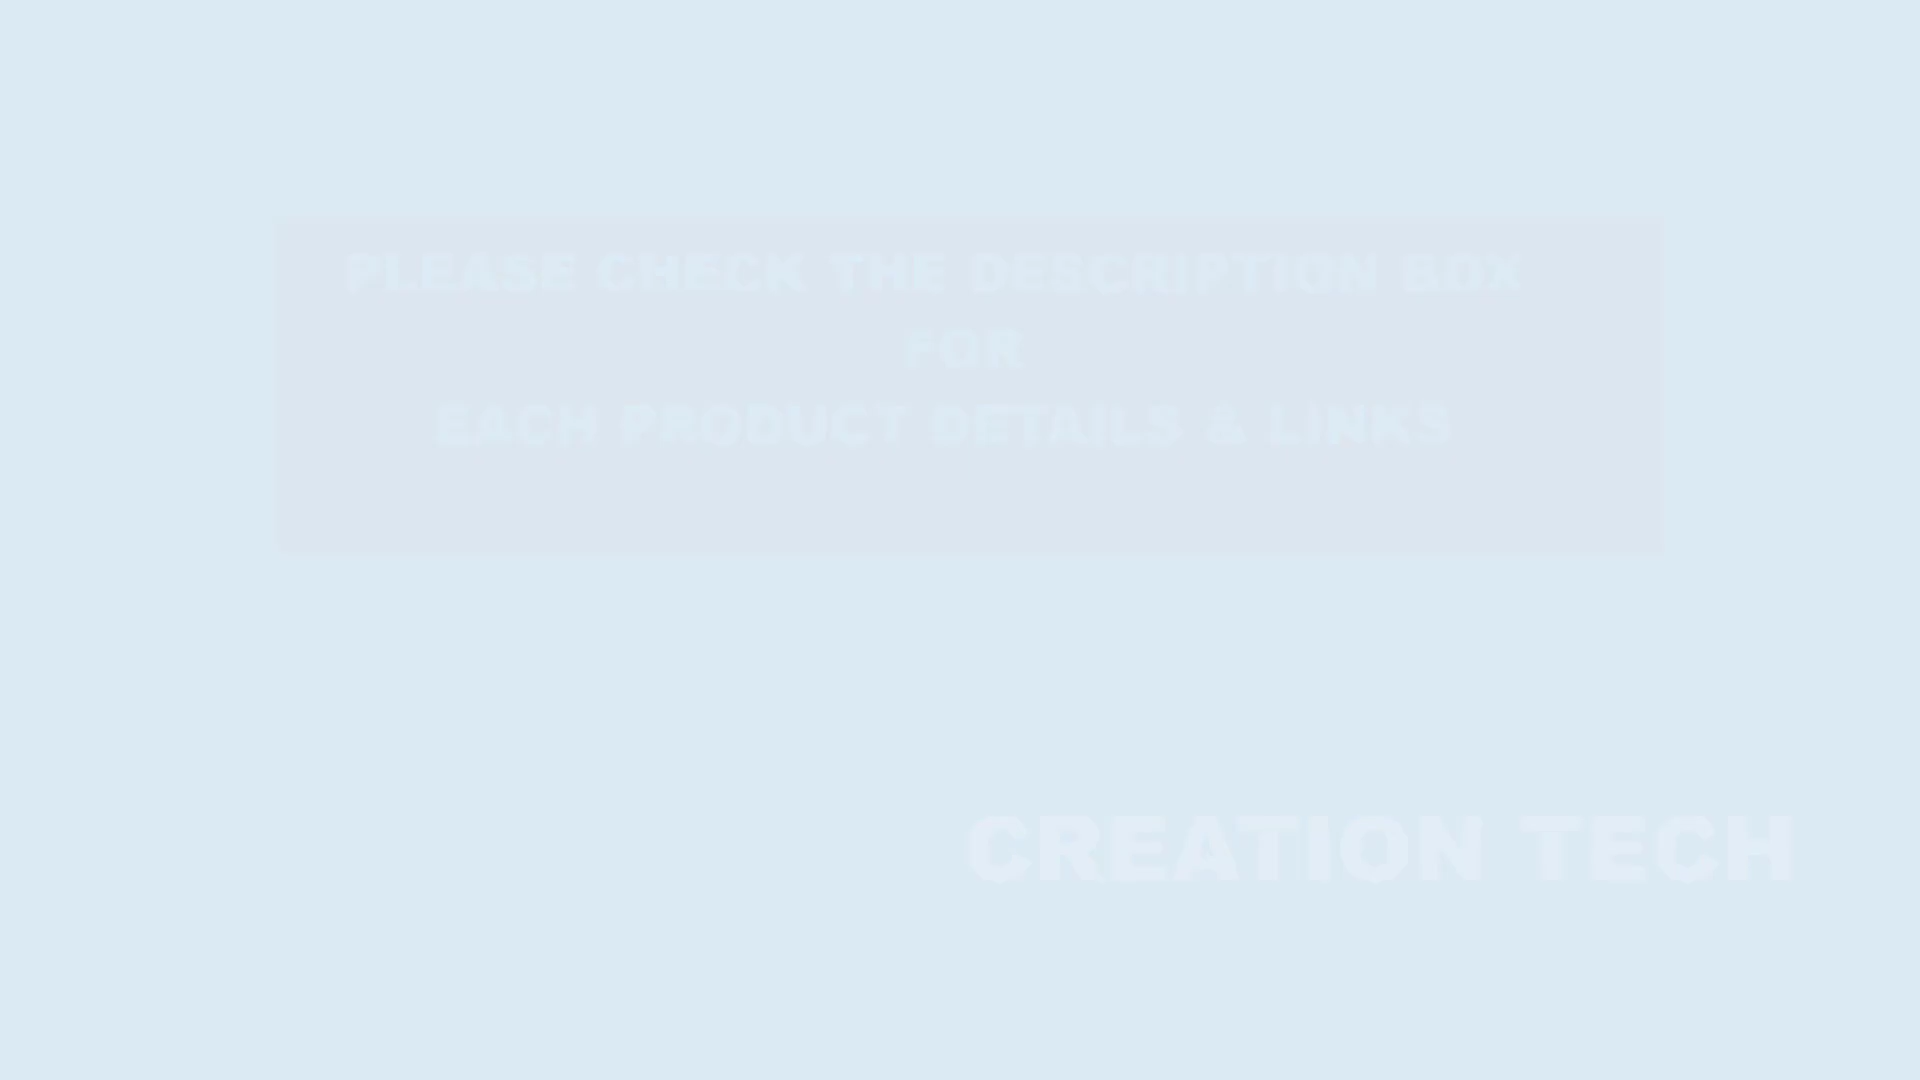 PLEASE CHECK THE DESCRIPTION BOX
FOR
EACH PRODUCT DETAILS & LINKS
CREATION TECH